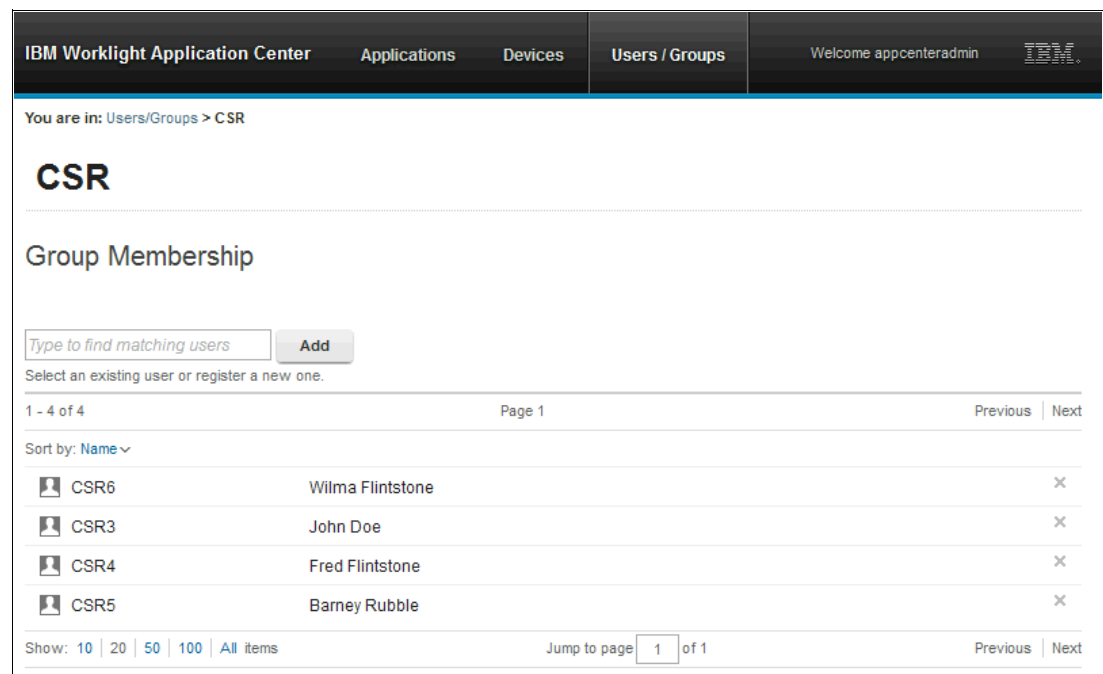 IBM Worklight Application Center Applications Devices Users / Groups Welcome appcenteradmin IBM.
You are in: Users/Groups > CSR
CSR
Group Membership
Type to find matching users Add
Select an existing user or register a new one.
1 - 4 of 4 Page 1 Previous Next
Sort by: Name
CSR6 Wilma Flintstone
CSR3 John Doe
CSR4 Fred Flintstone
CSR5 Barney Rubble
Show: 10 20 50 100 All items Jump to page 1 of 1 Previous Next